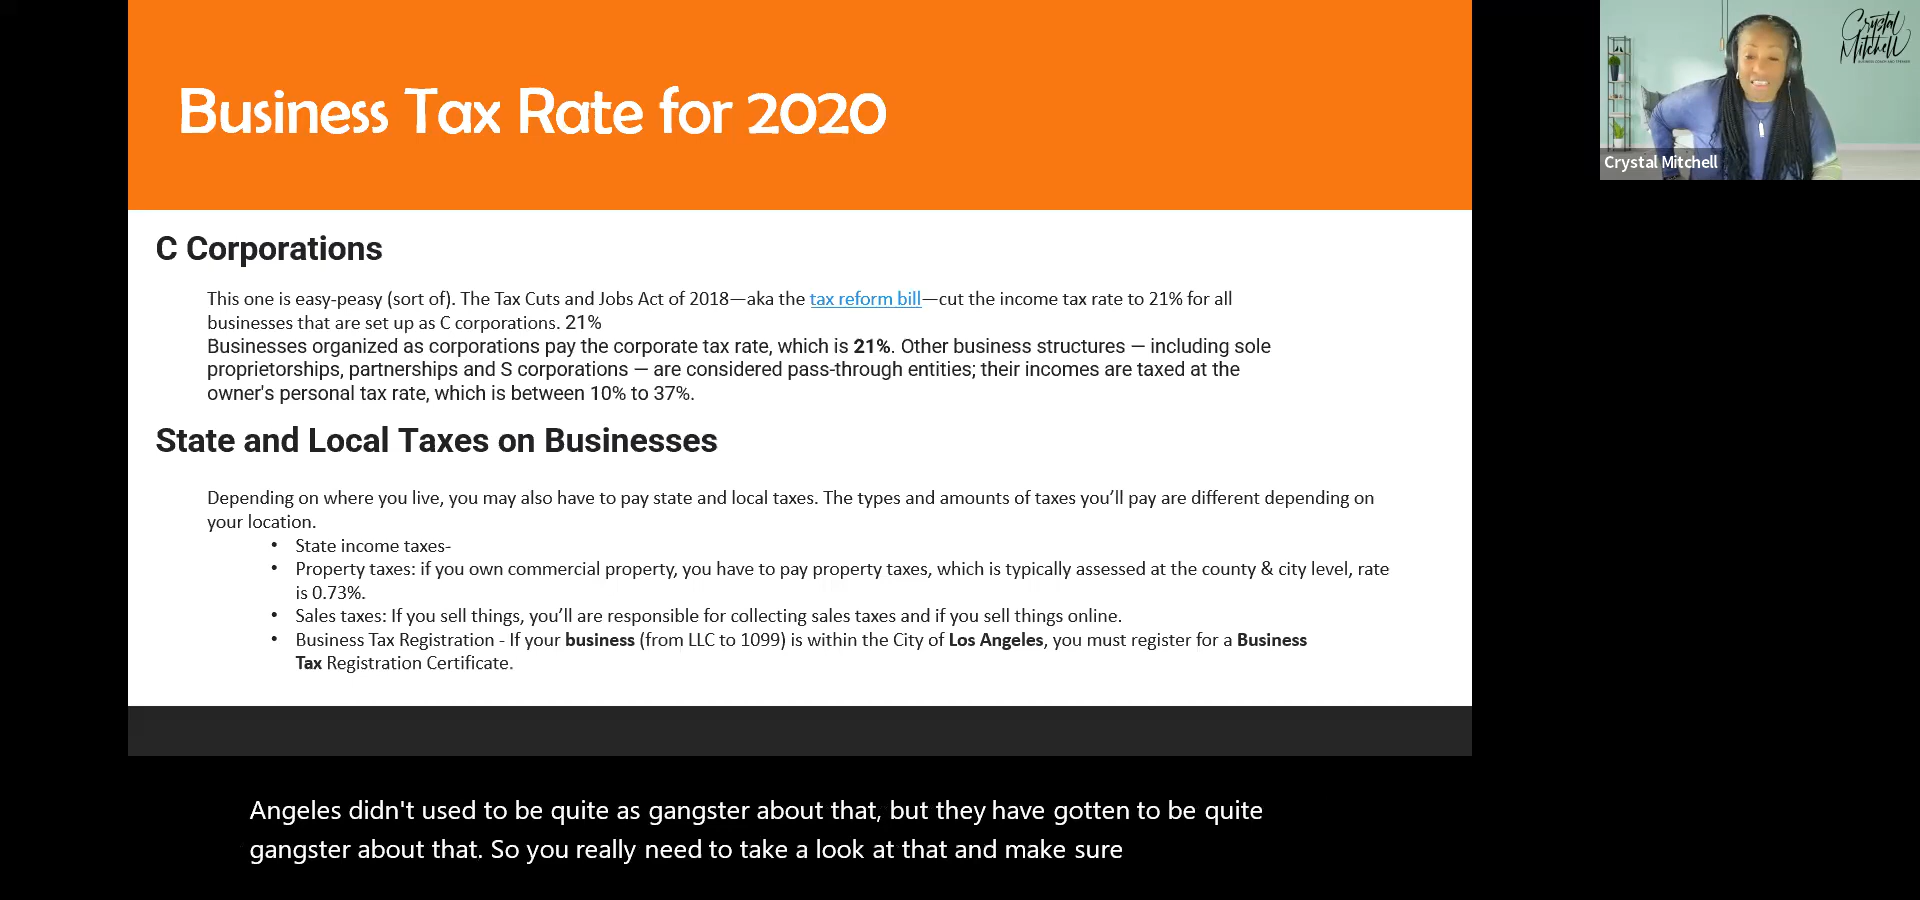 Business Tax Rate for 2020
Crystal
Mitchell
Crystal Mitchell
C Corporations
This one is easy-peasy (sort of). The Tax Cuts and Jobs Act of 2018—aka the tax reform bill—cut the income tax rate to 21% for all
businesses that are set up as C corporations. 21%
Businesses organized as corporations pay the corporate tax rate, which is 21%. Other business structures — including sole
proprietorships, partnerships and S corporations — are considered pass-through entities; their incomes are taxed at the
owner's personal tax rate, which is between 10% to 37%.
State and Local Taxes on Businesses
Depending on where you live, you may also have to pay state and local taxes. The types and amounts of taxes you’ll pay are different depending on
your location.
• State income taxes-
• Property taxes: if you own commercial property, you have to pay property taxes, which is typically assessed at the county & city level, rate
is 0.73%.
• Sales taxes: If you sell things, you’ll are responsible for collecting sales taxes and if you sell things online.
• Business Tax Registration - If your business (from LLC to 1099) is within the City of Los Angeles, you must register for a Business
Tax Registration Certificate.
Angeles didn't used to be quite as gangster about that, but they have gotten to be quite
gangster about that. So you really need to take a look at that and make sure